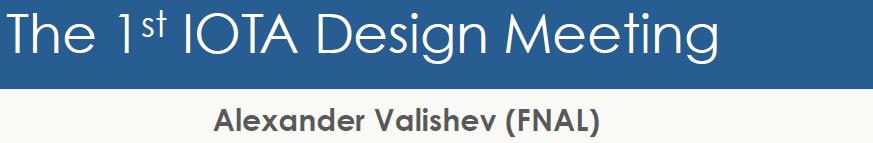 The 1st IOTA Design Meeting
Alexander Valishev (FNAL)